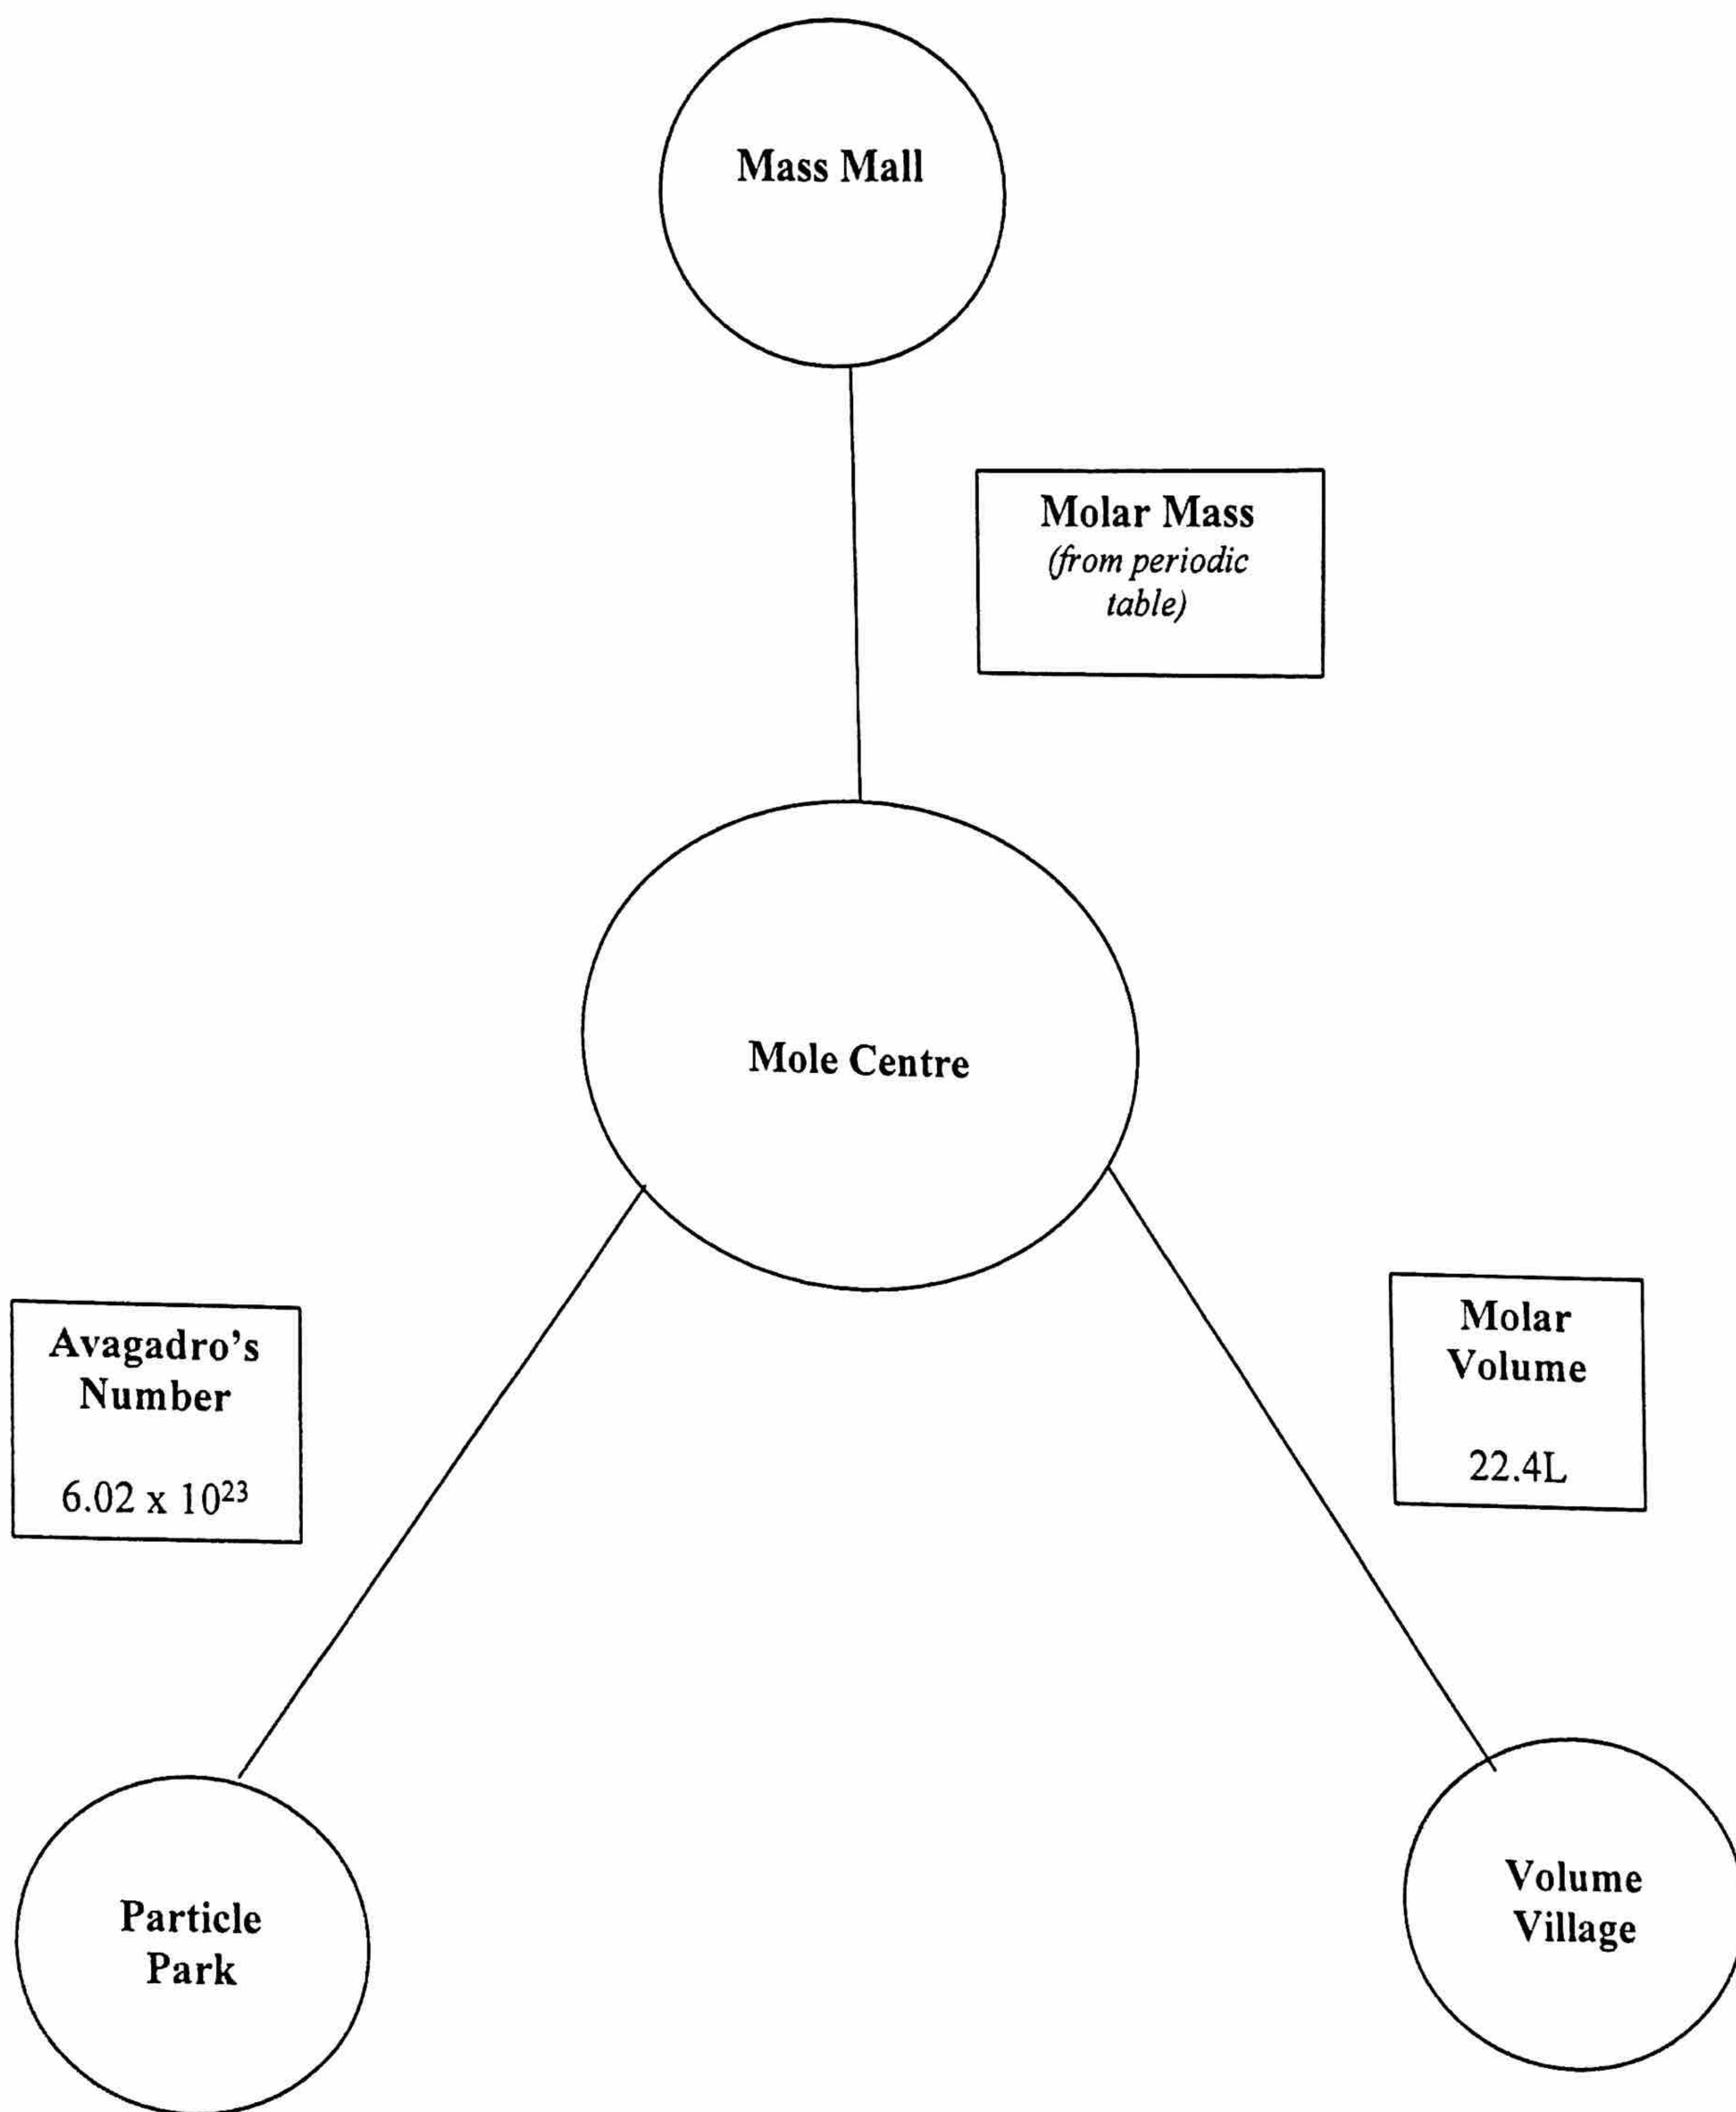 Mass Mall
Molar Mass
(from periodic
table)
Mole Centre
Avagadro's
Number
6.02 x 10²³
Molar
Volume
22.4L
Particle
Park
Volume
Village